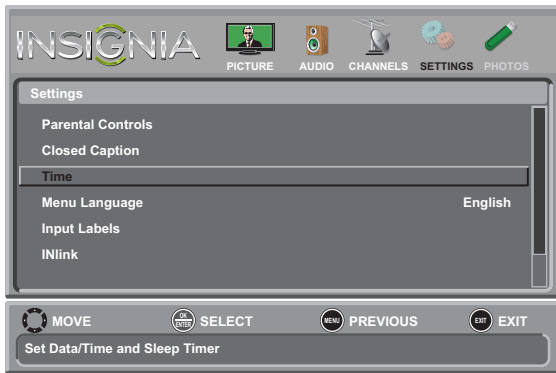 INSIGNIA
PICTURE AUDIO CHANNELS SETTINGS PHOTOS
Settings
Parental Controls
Closed Caption
Time
Menu Language English
Input Labels
INlink
MOVE OK ENTER SELECT MENU PREVIOUS EXIT EXIT
Set Data/Time and Sleep Timer